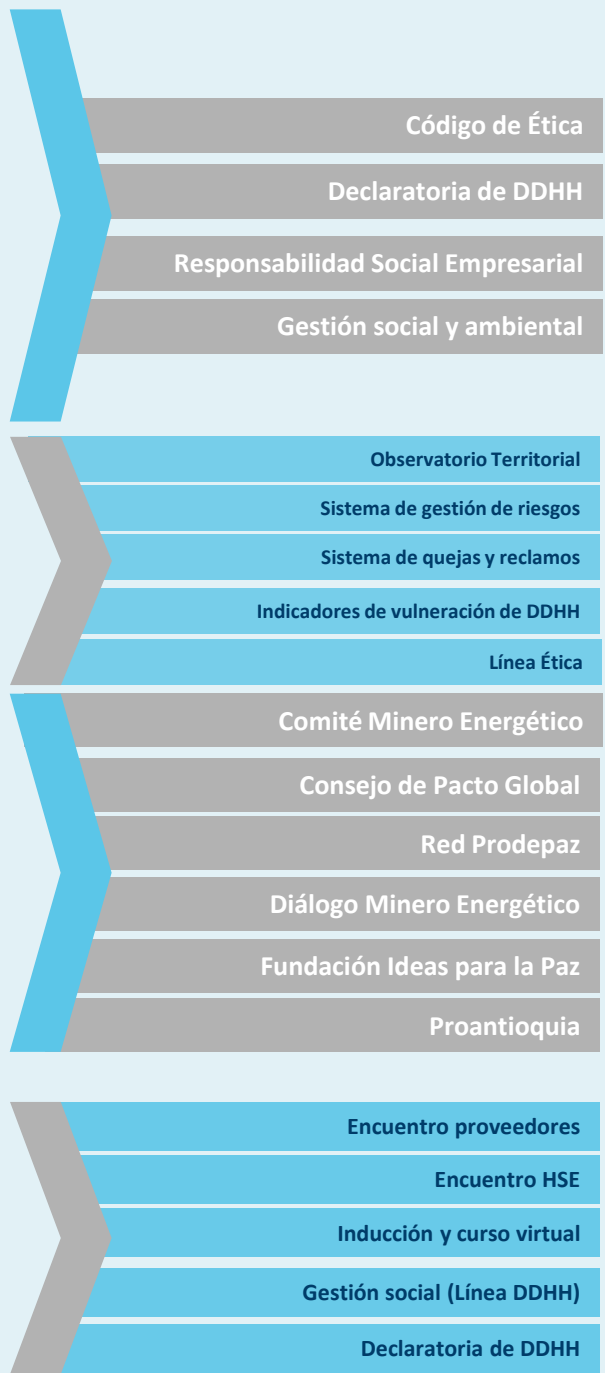 Código de Ética
Declaratoria de DDHH
Responsabilidad Social Empresarial
Gestión social y ambiental
Observatorio Territorial
Sistema de gestión de riesgos
Sistema de quejas y reclamos
Indicadores de vulneración de DDHH
Línea Ética
Comité Minero Energético
Consejo de Pacto Global
Red Prodepaz
Diálogo Minero Energético
Fundación Ideas para la Paz
Proantioquia
Encuentro proveedores
Encuentro HSE
Inducción y curso virtual
Gestión social (Línea DDHH)
Declaratoria de DDHH